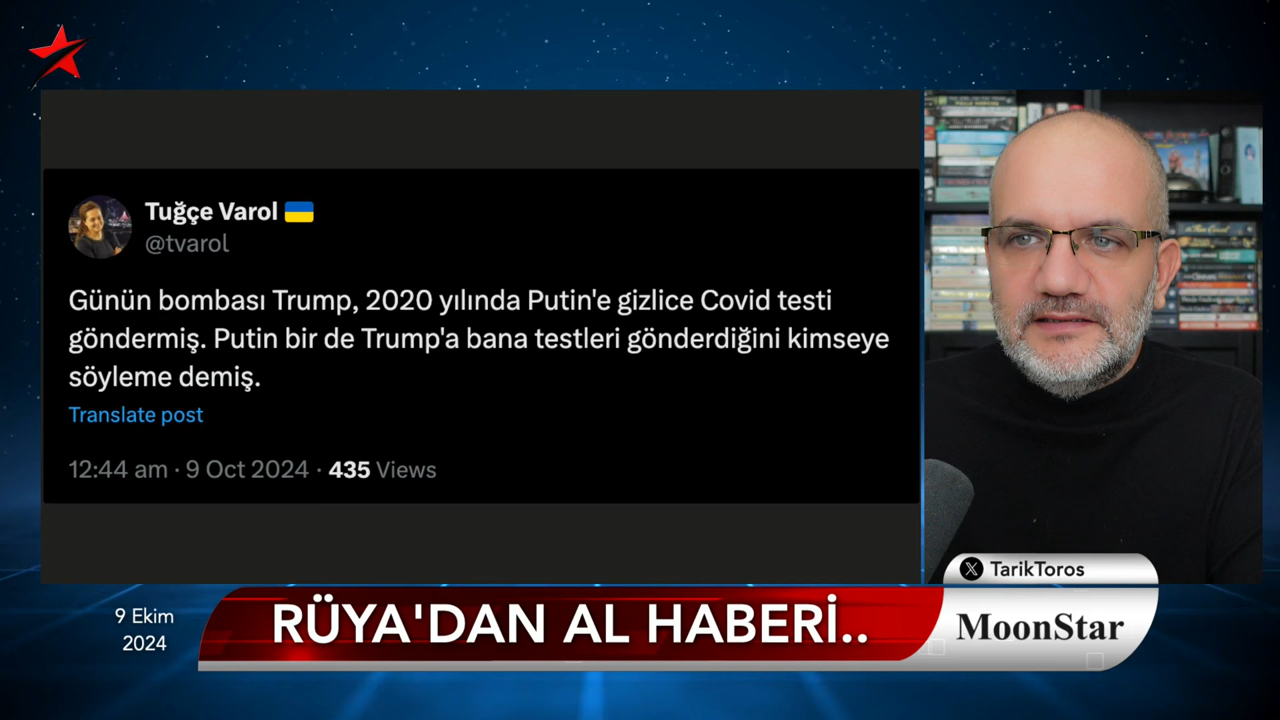 Tuğçe Varol
@tvarol
Günün bombası Trump, 2020 yılında Putin'e gizlice Covid testi
göndermiş. Putin bir de Trump'a bana testleri gönderdiğini kimseye
söyleme demiş.
Translate post
12:44 am · 9 Oct 2024 · 435 Views
TarikToros
9 Ekim
2024
RÜYA'DAN AL HABERİ..
MoonStar